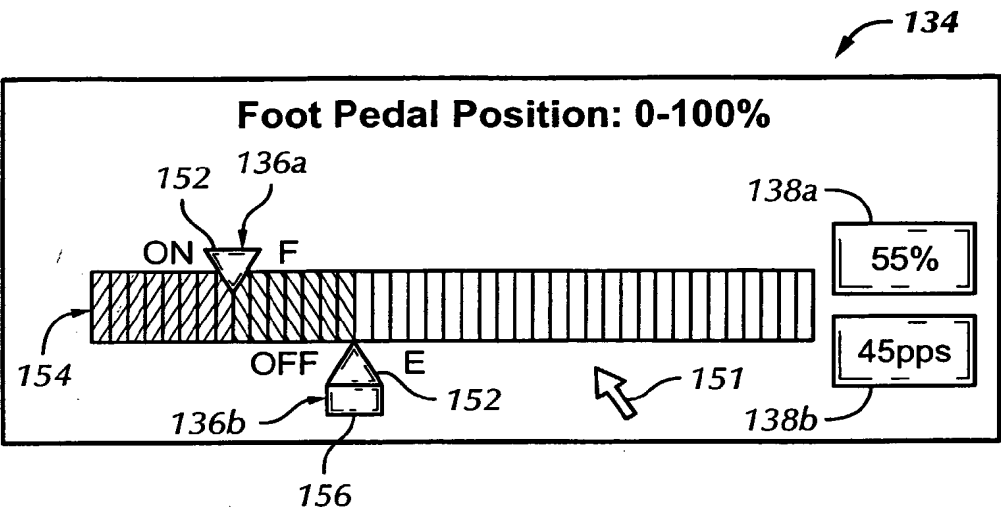 134
Foot Pedal Position: 0-100%
152
136a
138a
ON
F
55%
154
OFF
E
45pps
152
151
136b
138b
156